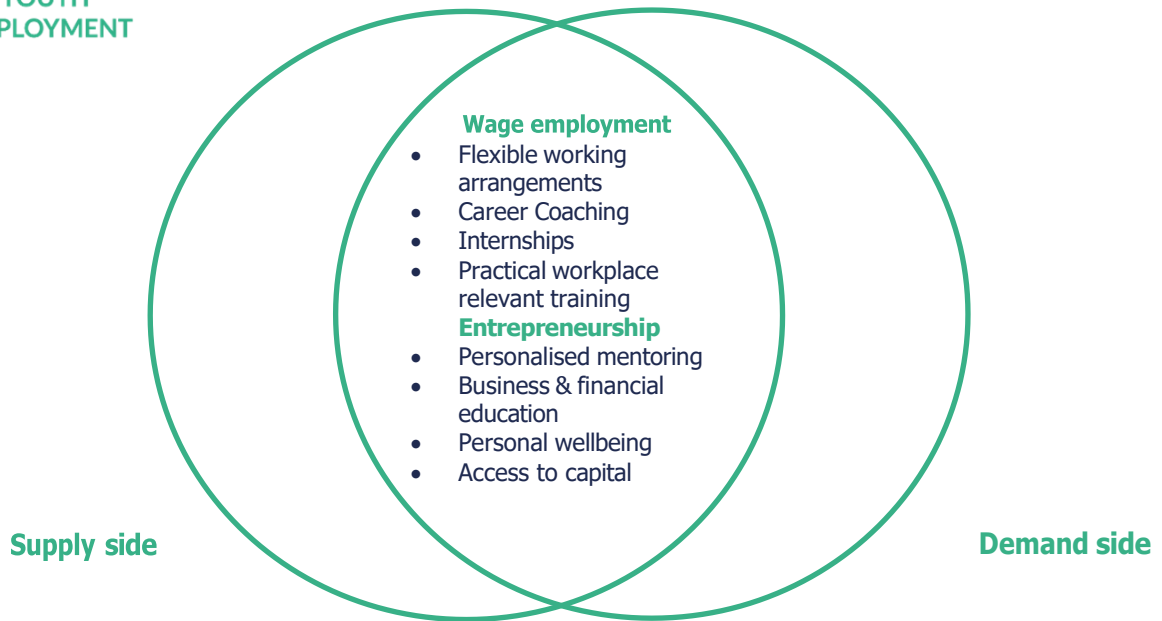 PLOYMENT
Wage employment
• Flexible working
arrangements
• Career Coaching
• Internships
• Practical workplace
relevant training
Entrepreneurship
• Personalised mentoring
• Business & financial
education
• Personal wellbeing
• Access to capital
Supply side
Demand side